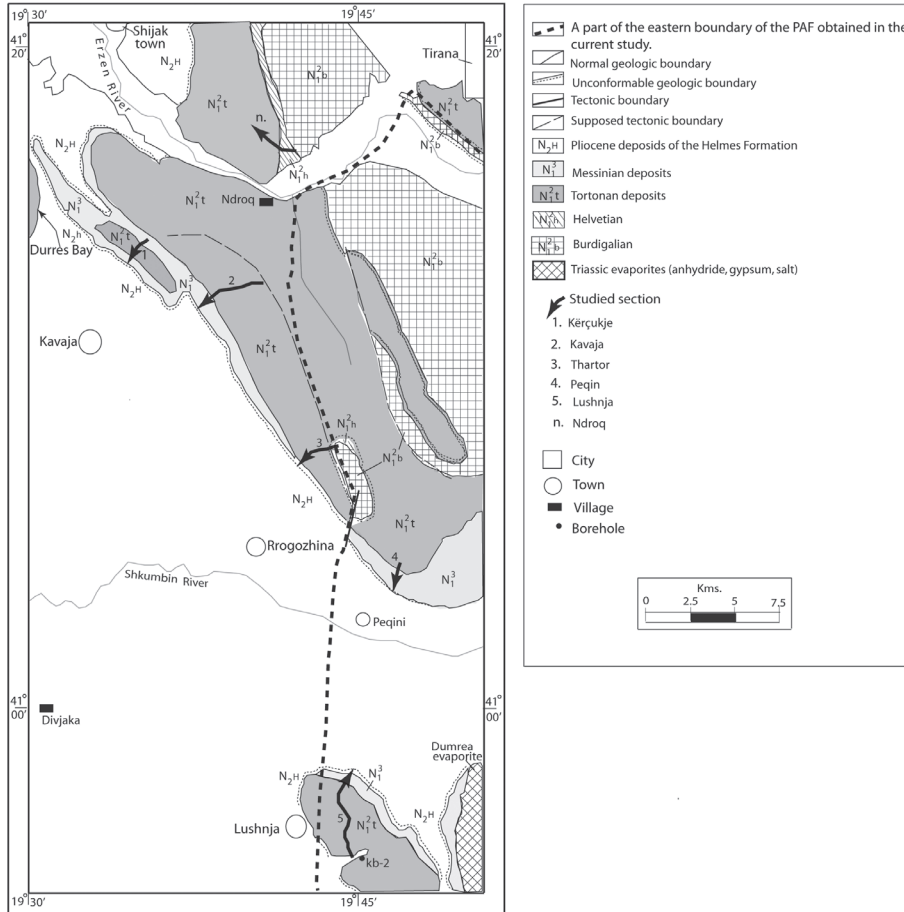 19° 30'
19° 45'
41° 20'
41° 20'
Shijak town
N₂H
Erzen River
Tirana
N₁²b
N₁²t
N₁²t
n.
N₁²b
N₂H
N₁²h
N₁²t
Ndroq
N₁³
N₂h
N₁²t
Durres Bay
1
N₁²b
N₂H
N₁³
2
Kavaja
N₁²t
N₁²h
3
N₁²b
N₂H
N₁²t
Rrogozhina
4
N₁³
Shkumbin River
Peqini
41° 00'
41° 00'
Divjaka
Dumrea evaporite
N₂H
N₁³
N₂H
5
N₁²t
Lushnja
kb-2
19° 30'
19° 45'
A part of the eastern boundary of the PAF obtained in the
current study.
Normal geologic boundary
Unconformable geologic boundary
Tectonic boundary
Supposed tectonic boundary
N₂H Pliocene deposids of the Helmes Formation
N₁³ Messinian deposits
N₁²t Tortonan deposits
N₁²h Helvetian
N₁²b Burdigalian
Triassic evaporites (anhydride, gypsum, salt)
Studied section
1. Kërçukje
2. Kavaja
3. Thartor
4. Peqin
5. Lushnja
n. Ndroq
City
Town
Village
Borehole
Kms.
0 2.5 5 7.5